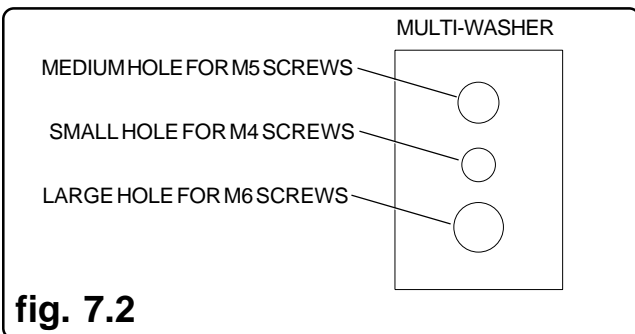 MULTI-WASHER
MEDIUM HOLE FOR M5 SCREWS
SMALL HOLE FOR M4 SCREWS
LARGE HOLE FOR M6 SCREWS
fig. 7.2